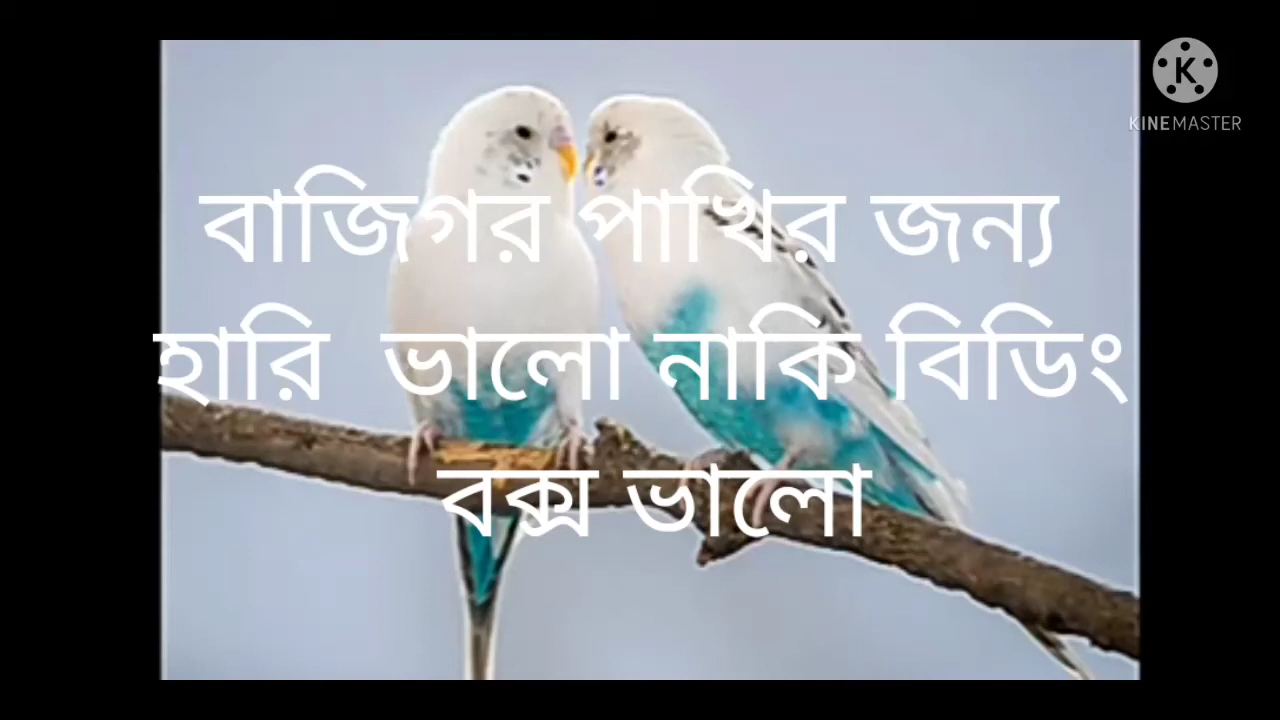 বাজিগর পাখির জন্য
হারি ভালো নাকি বিডিং
বক্স ভালো
KINEMASTER